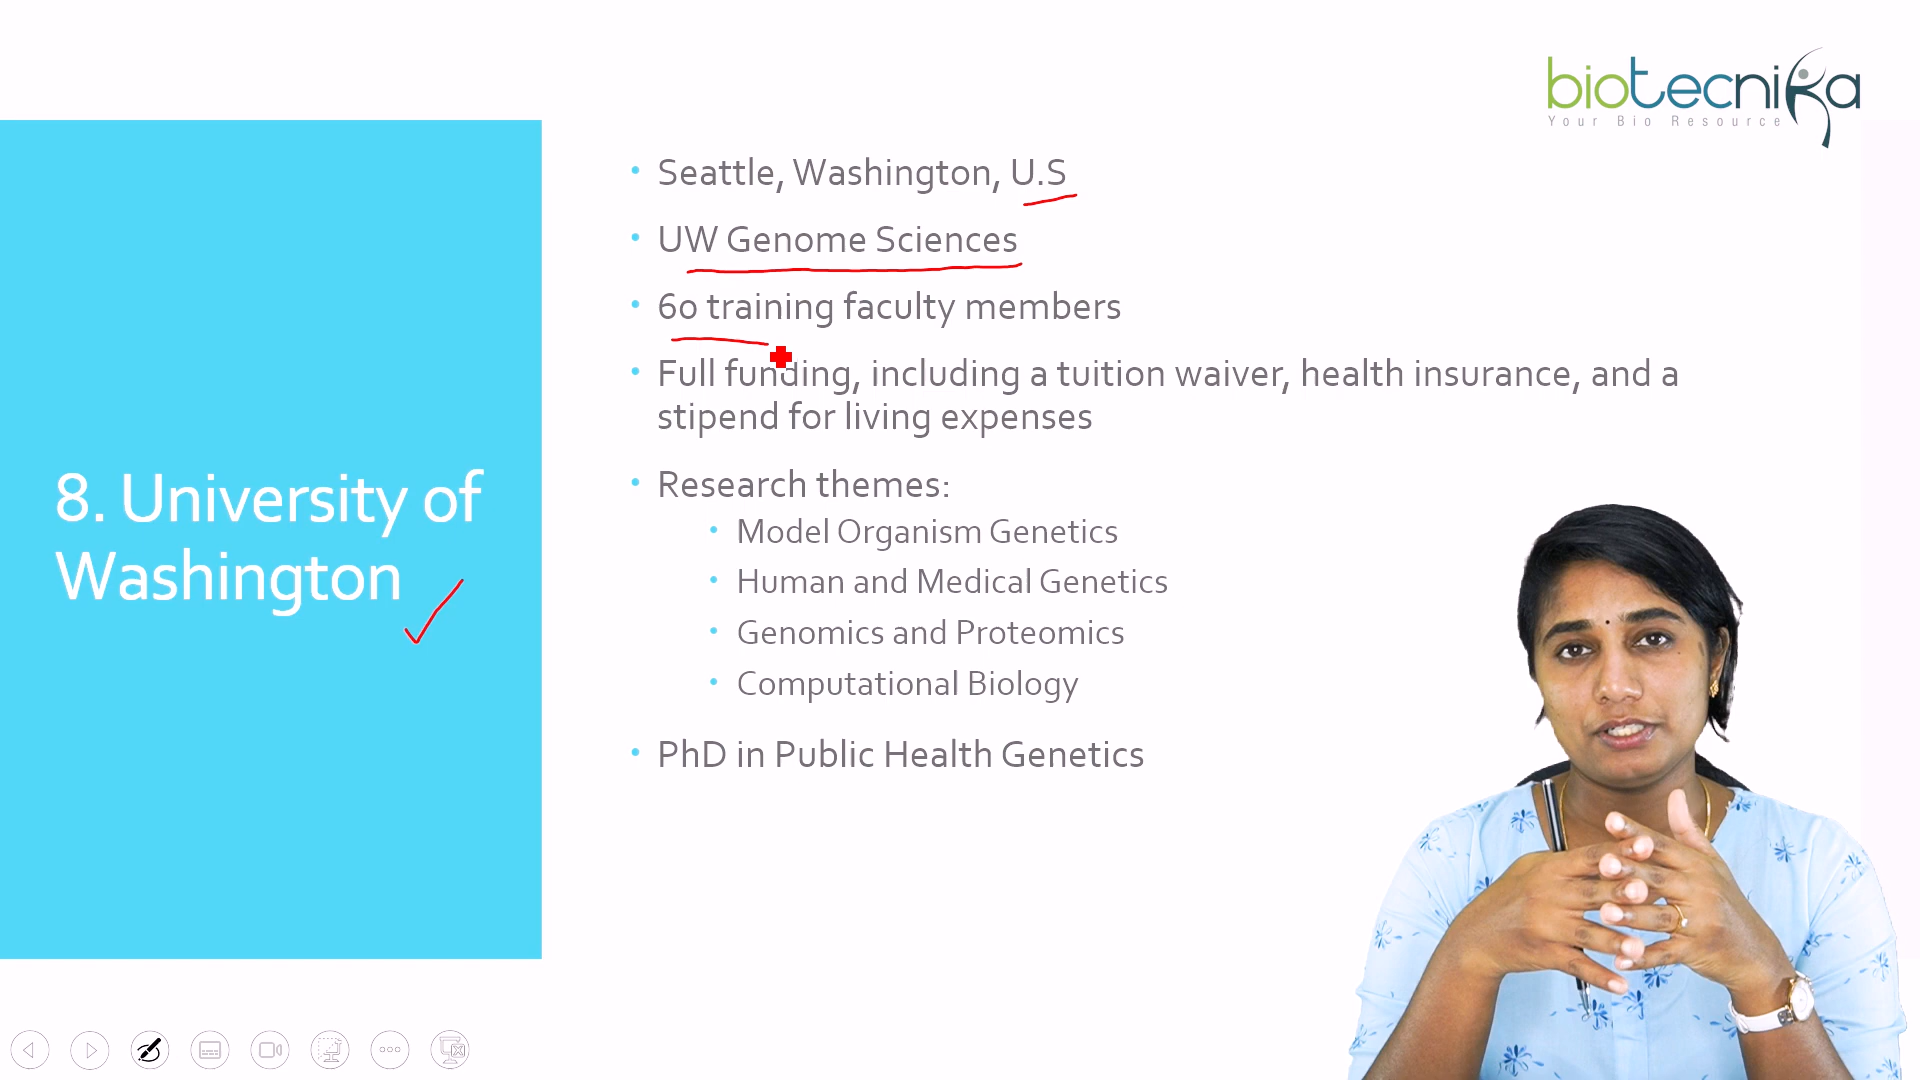 biotecnika
Your Bio Resource
8. University of
Washington
• Seattle, Washington, U.S
• UW Genome Sciences
• 60 training faculty members
• Full funding, including a tuition waiver, health insurance, and a
stipend for living expenses
• Research themes:
• Model Organism Genetics
• Human and Medical Genetics
• Genomics and Proteomics
• Computational Biology
• PhD in Public Health Genetics